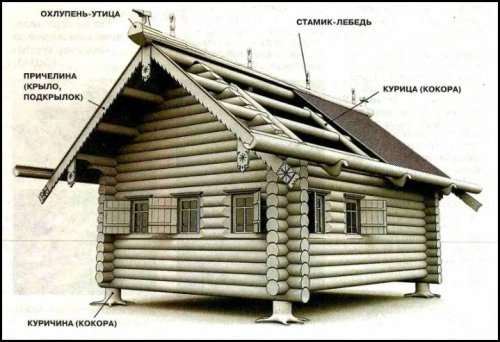 ОХЛУПЕНЬ-УТИЦА
СТАМИК-ЛЕБЕДЬ
ПРИЧЕЛИНА
(КРЫЛО,
ПОДКРЫЛОК)
КУРИЦА (КОКОРА)
КУРИЧИНА (КОКОРА)